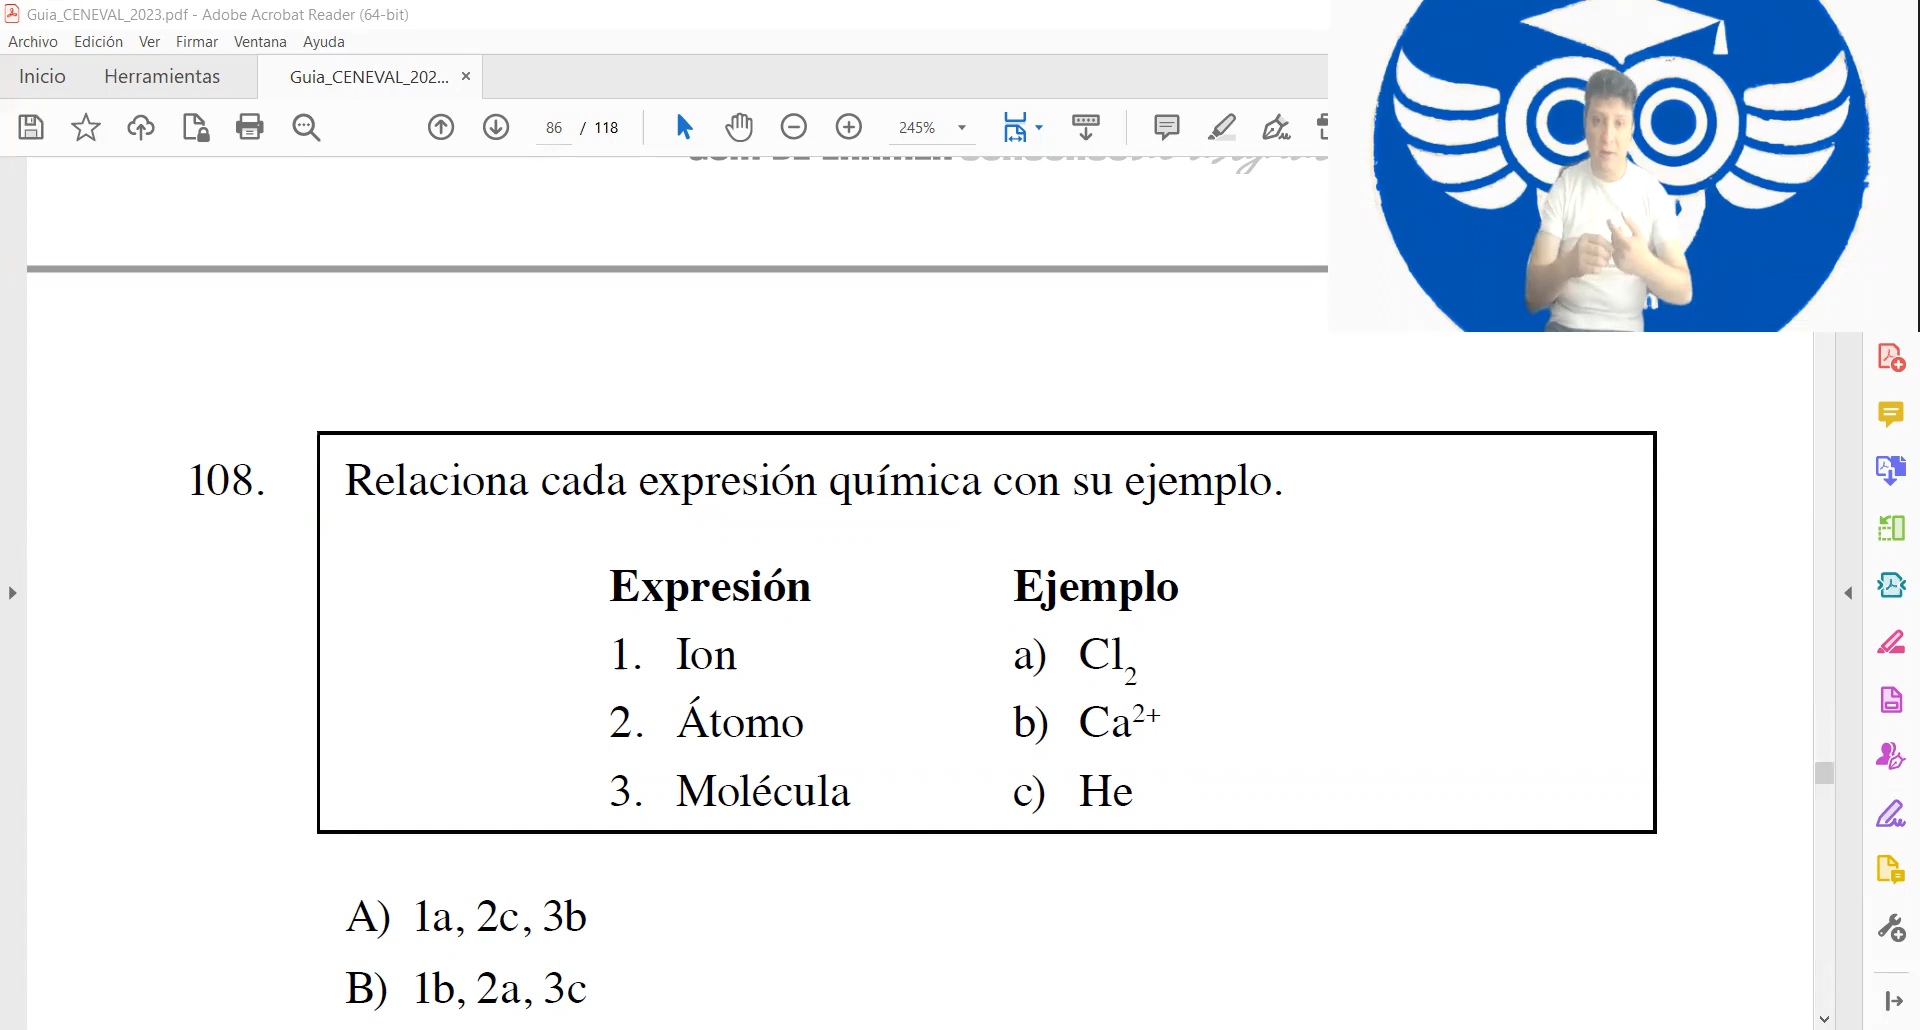 Guia_CENEVAL_2023.pdf - Adobe Acrobat Reader (64-bit)
Archivo Edición Ver Firmar Ventana Ayuda
Inicio Herramientas Guia_CENEVAL_202... ×
86 / 118 245%
108. Relaciona cada expresión química con su ejemplo.
Expresión Ejemplo
1. Ion a) Cl₂
2. Átomo b) Ca²⁺
3. Molécula c) He
A) 1a, 2c, 3b
B) 1b, 2a, 3c